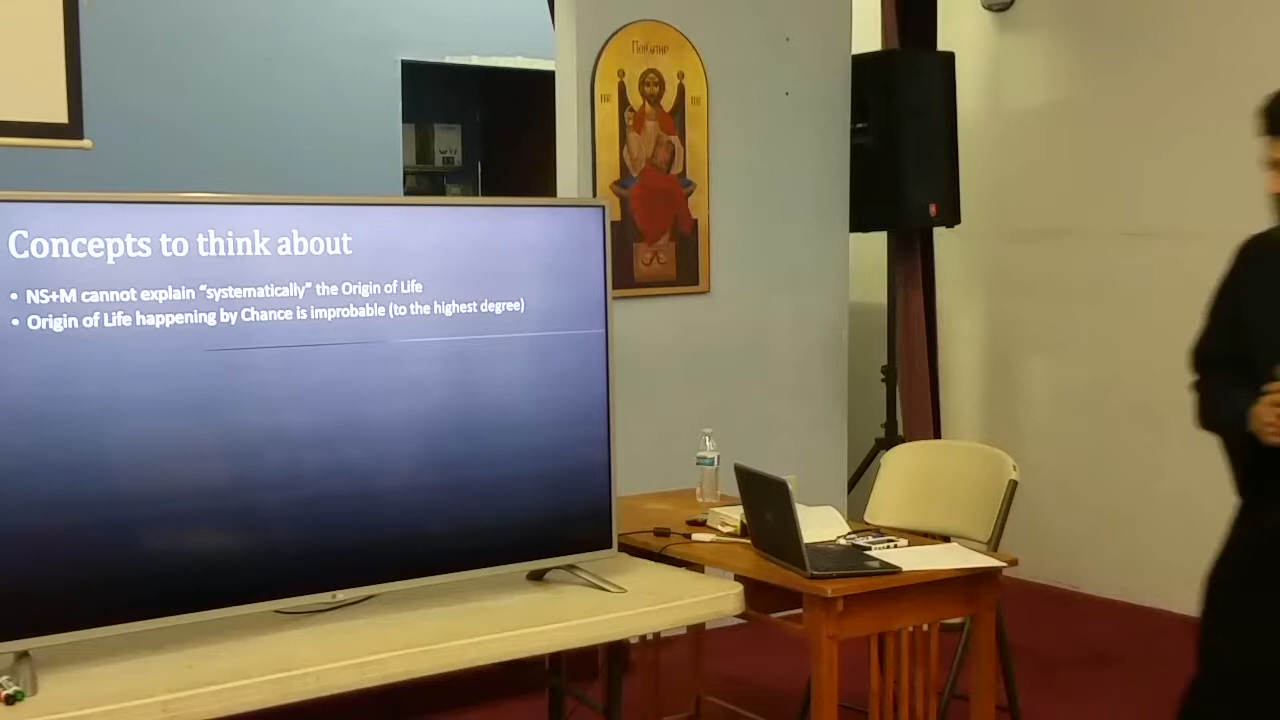 Concepts to think about
• NS+M cannot explain “systematically” the Origin of Life
• Origin of Life happening by Chance is improbable (to the highest degree)